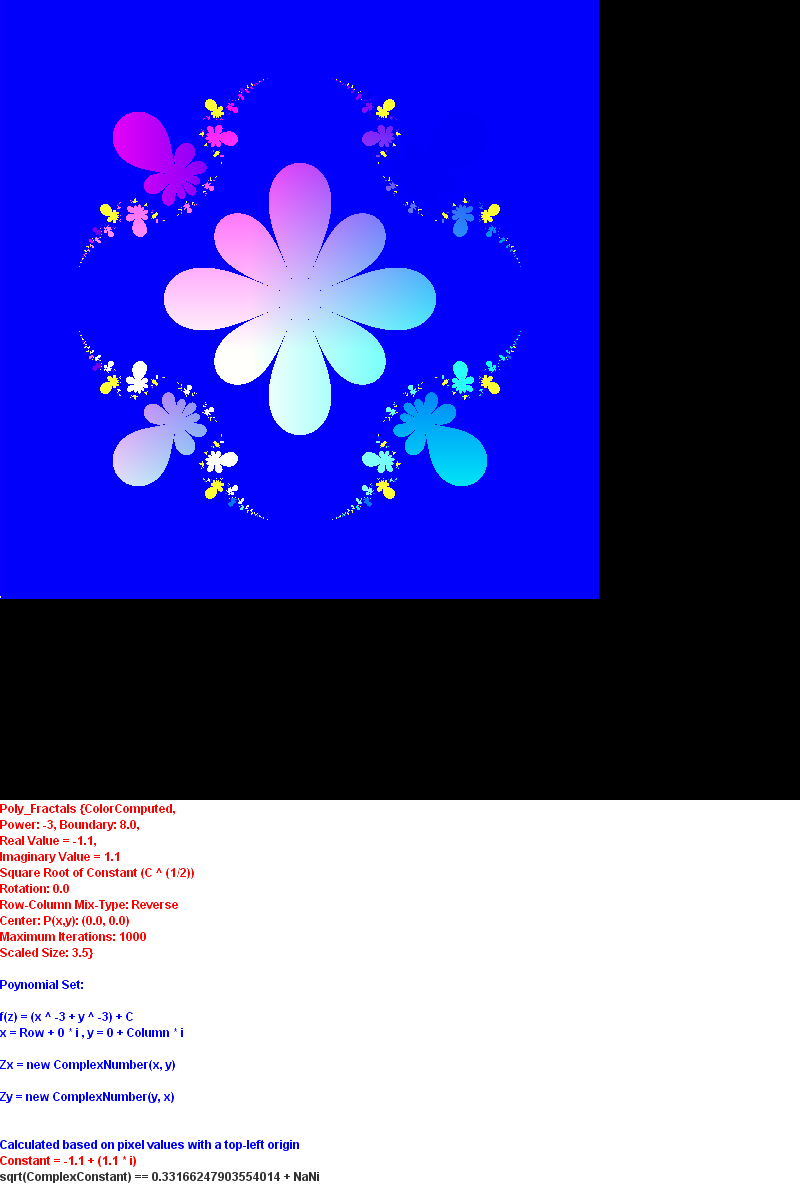 Poly_Fractals {ColorComputed,
Power: -3, Boundary: 8.0,
Real Value = -1.1,
Imaginary Value = 1.1
Square Root of Constant (C ^ (1/2))
Rotation: 0.0
Row-Column Mix-Type: Reverse
Center: P(x,y): (0.0, 0.0)
Maximum Iterations: 1000
Scaled Size: 3.5}
Poynomial Set:
f(z) = (x ^ -3 + y ^ -3) + C
x = Row + 0 * i , y = 0 + Column * i
Zx = new ComplexNumber(x, y)
Zy = new ComplexNumber(y, x)
Calculated based on pixel values with a top-left origin
Constant = -1.1 + (1.1 * i)
sqrt(ComplexConstant) == 0.33166247903554014 + NaNi